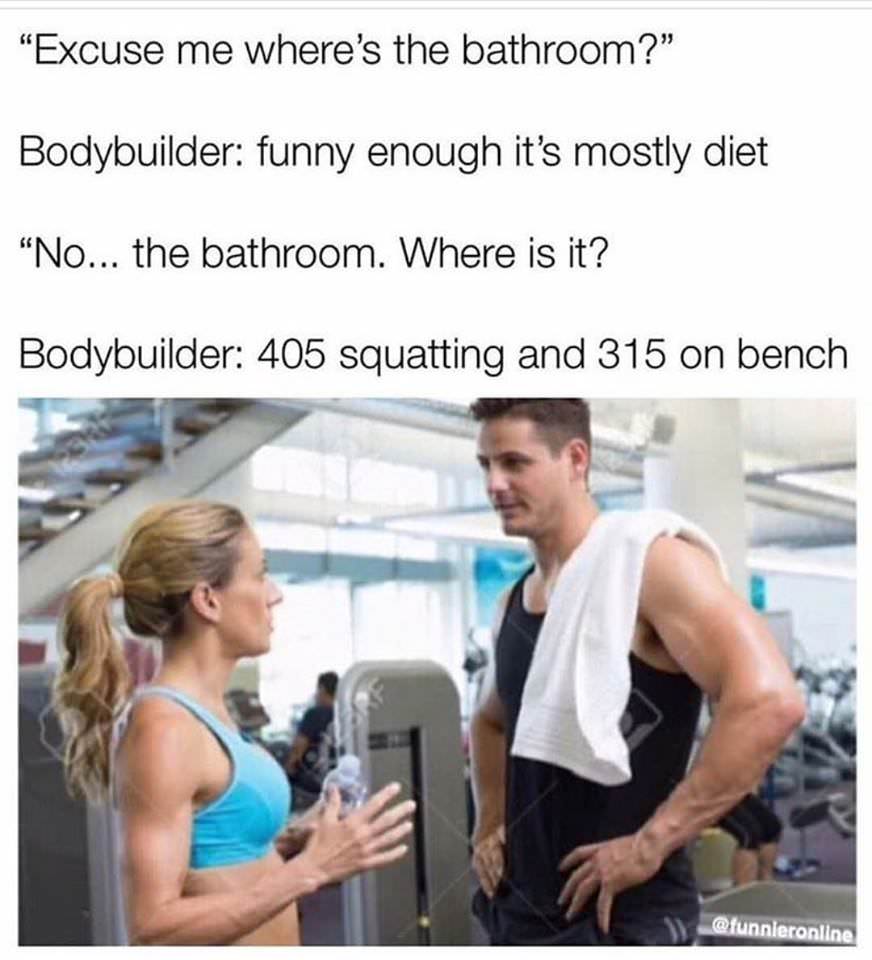 “Excuse me where’s the bathroom?”
Bodybuilder: funny enough it’s mostly diet
“No... the bathroom. Where is it?
Bodybuilder: 405 squatting and 315 on bench
123RF
@funnieronline